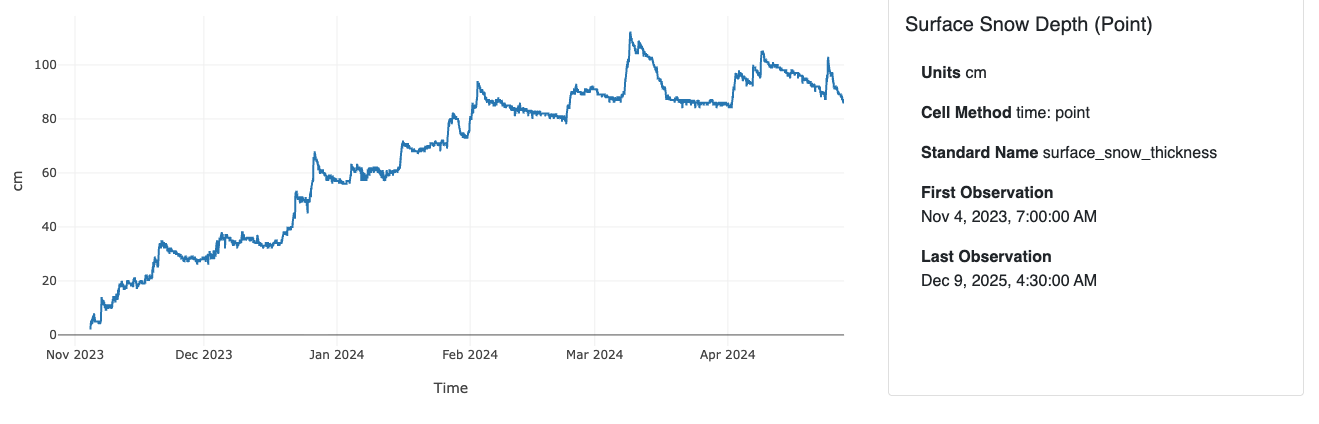 100
80
60
40
20
0
cm
Nov 2023
Dec 2023
Jan 2024
Feb 2024
Mar 2024
Apr 2024
Time
Surface Snow Depth (Point)
Units cm
Cell Method time: point
Standard Name surface_snow_thickness
First Observation
Nov 4, 2023, 7:00:00 AM
Last Observation
Dec 9, 2025, 4:30:00 AM